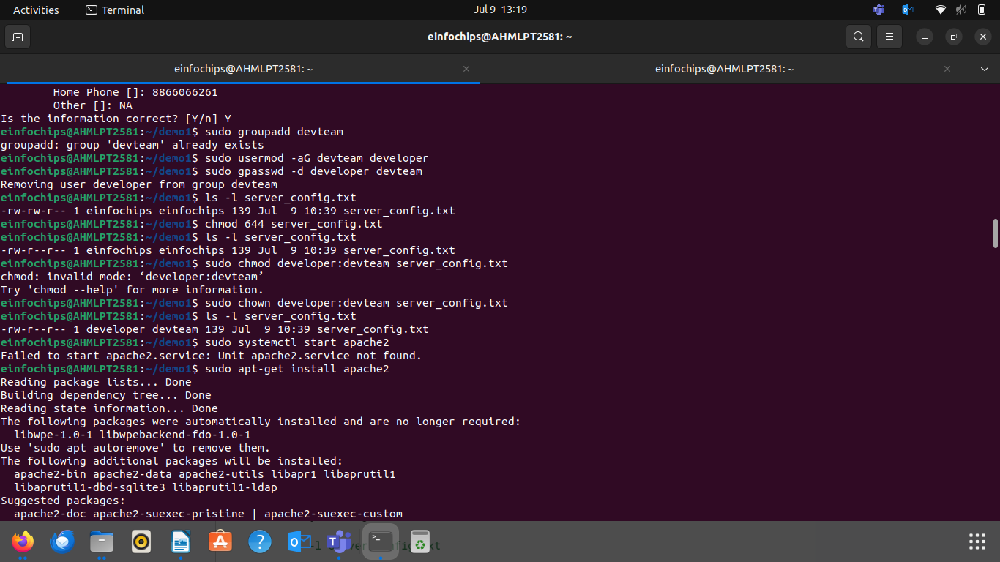 Activities
Terminal
Jul 9 13:19
einfochips@AHMLPT2581: ~
einfochips@AHMLPT2581: ~
einfochips@AHMLPT2581: ~
        Home Phone []: 8866066261
        Other []: NA
Is the information correct? [Y/n] Y
einfochips@AHMLPT2581:~/demo1$ sudo groupadd devteam
groupadd: group 'devteam' already exists
einfochips@AHMLPT2581:~/demo1$ sudo usermod -aG devteam developer
einfochips@AHMLPT2581:~/demo1$ sudo gpasswd -d developer devteam
Removing user developer from group devteam
einfochips@AHMLPT2581:~/demo1$ ls -l server_config.txt
-rw-rw-r-- 1 einfochips einfochips 139 Jul  9 10:39 server_config.txt
einfochips@AHMLPT2581:~/demo1$ chmod 644 server_config.txt
einfochips@AHMLPT2581:~/demo1$ ls -l server_config.txt
-rw-r--r-- 1 einfochips einfochips 139 Jul  9 10:39 server_config.txt
einfochips@AHMLPT2581:~/demo1$ sudo chmod developer:devteam server_config.txt
chmod: invalid mode: ‘developer:devteam’
Try 'chmod --help' for more information.
einfochips@AHMLPT2581:~/demo1$ sudo chown developer:devteam server_config.txt
einfochips@AHMLPT2581:~/demo1$ ls -l server_config.txt
-rw-r--r-- 1 developer devteam 139 Jul  9 10:39 server_config.txt
einfochips@AHMLPT2581:~/demo1$ sudo systemctl start apache2
Failed to start apache2.service: Unit apache2.service not found.
einfochips@AHMLPT2581:~/demo1$ sudo apt-get install apache2
Reading package lists... Done
Building dependency tree... Done
Reading state information... Done
The following packages were automatically installed and are no longer required:
  libwpe-1.0-1 libwpebackend-fdo-1.0-1
Use 'sudo apt autoremove' to remove them.
The following additional packages will be installed:
  apache2-bin apache2-data apache2-utils libapr1 libaprutil1
  libaprutil1-dbd-sqlite3 libaprutil1-ldap
Suggested packages:
  apache2-doc apache2-suexec-pristine | apache2-suexec-custom